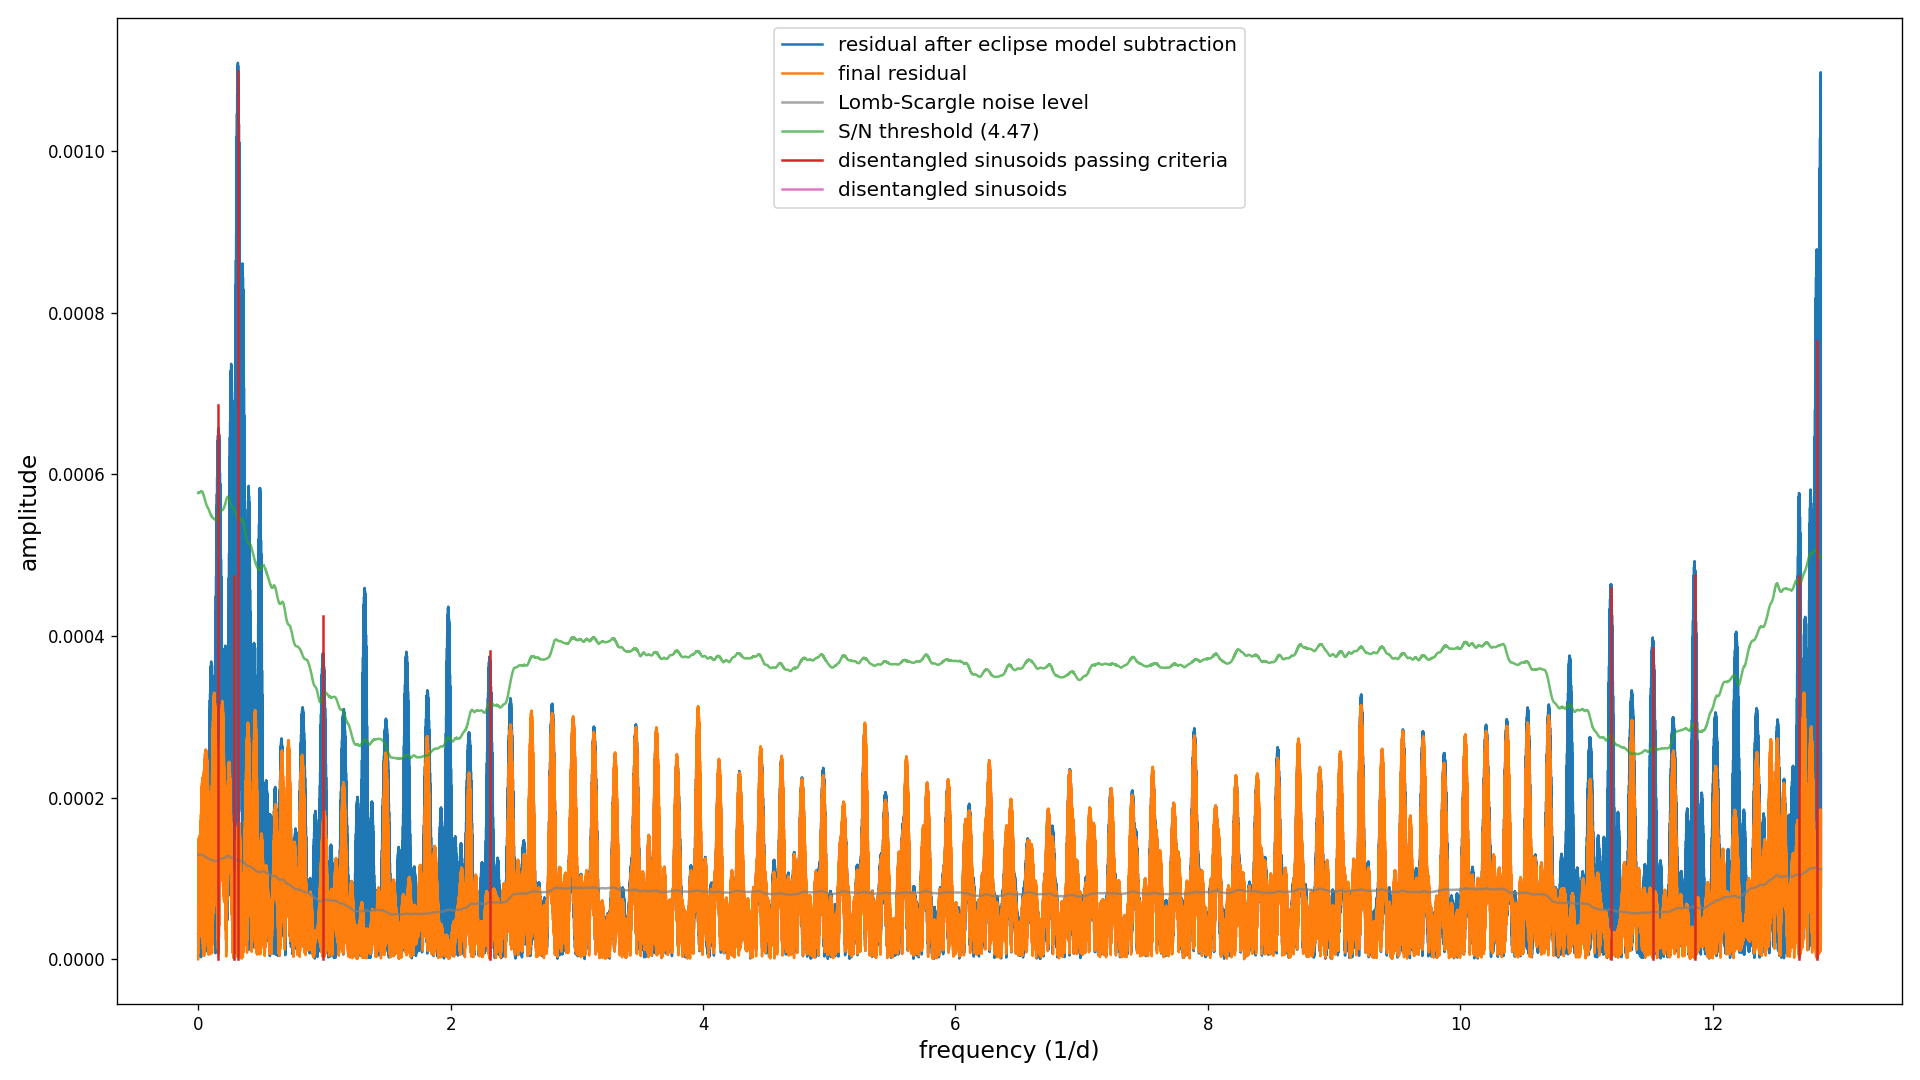 residual after eclipse model subtraction
final residual
Lomb-Scargle noise level
S/N threshold (4.47)
disentangled sinusoids passing criteria
disentangled sinusoids
0.0010
0.0008
0.0006
0.0004
0.0002
0.0000
amplitude
0 2 4 6 8 10 12
frequency (1/d)